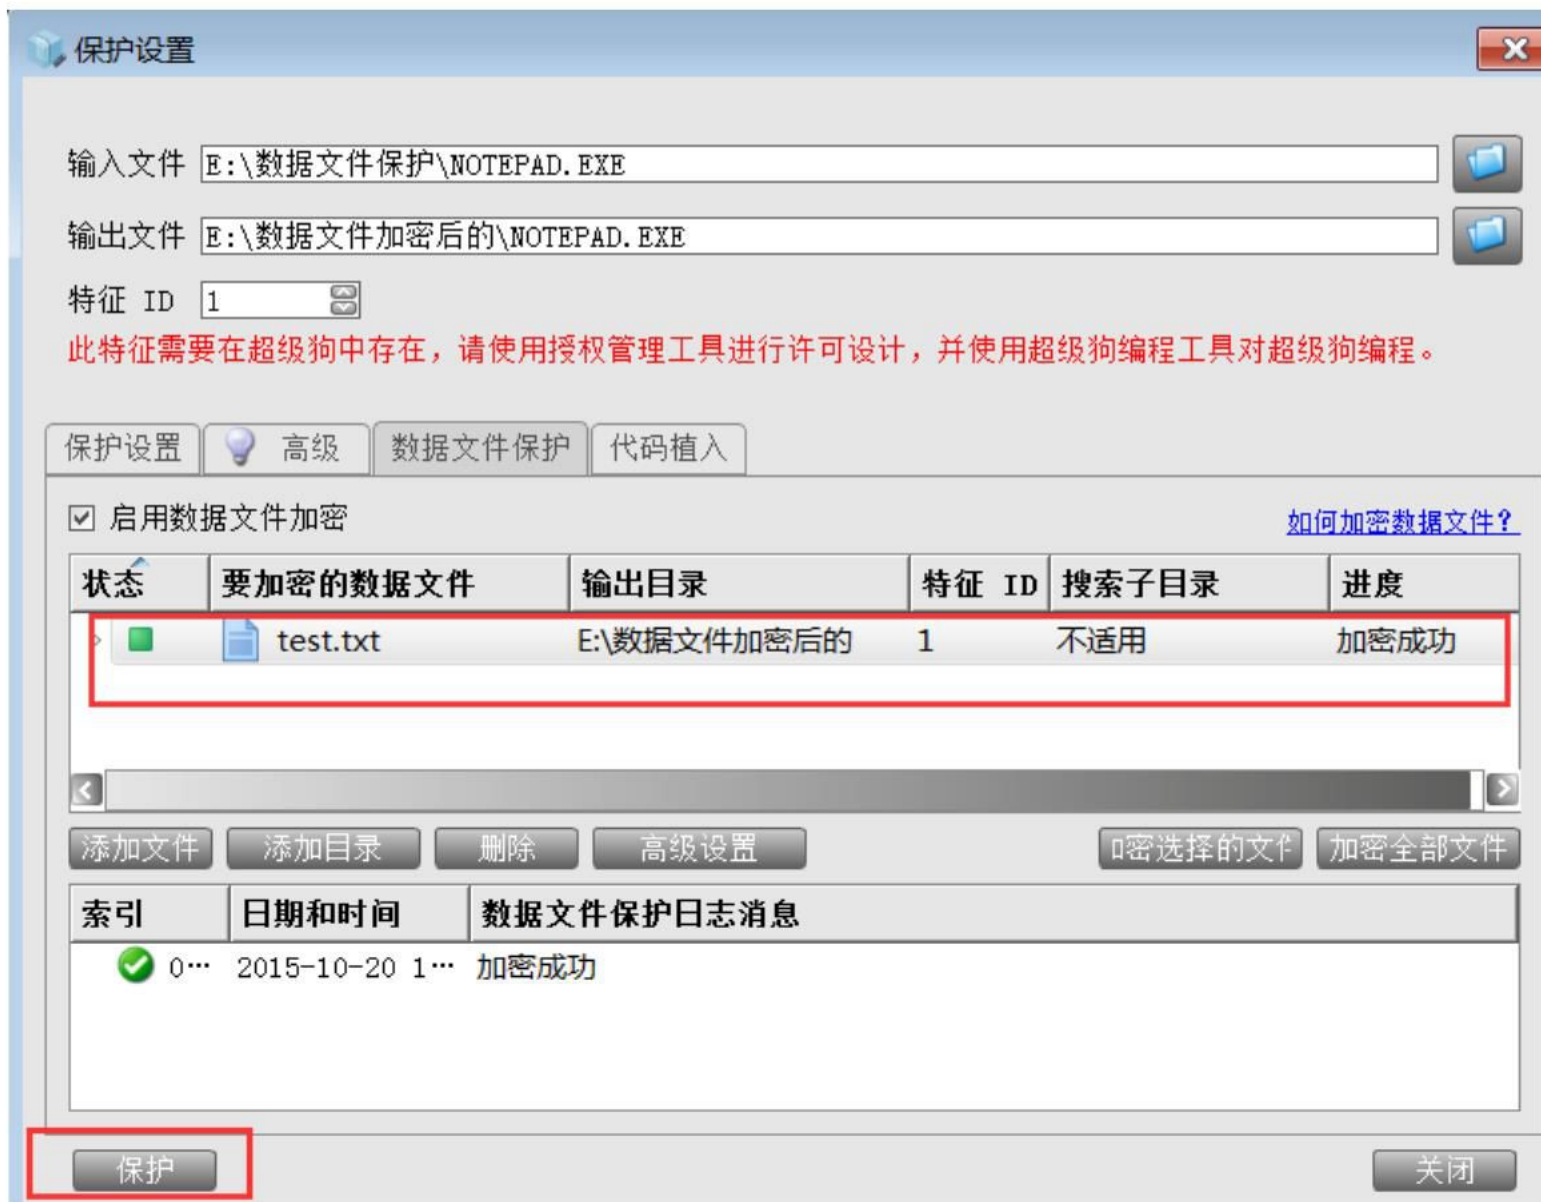 保护设置
输入文件 E:\数据文件保护\NOTEPAD.EXE
输出文件 E:\数据文件加密后的\NOTEPAD.EXE
特征 ID 1
此特征需要在超级狗中存在，请使用授权管理工具进行许可设计，并使用超级狗编程工具对超级狗编程。
保护设置 高级 数据文件保护 代码植入
启用数据文件加密 如何加密数据文件？
状态 要加密的数据文件 输出目录 特征 ID 搜索子目录 进度
test.txt E:\数据文件加密后的 1 不适用 加密成功
添加文件 添加目录 删除 高级设置 密选择的文 加密全部文件
索引 日期和时间 数据文件保护日志消息
0… 2015-10-20 1… 加密成功
保护 关闭